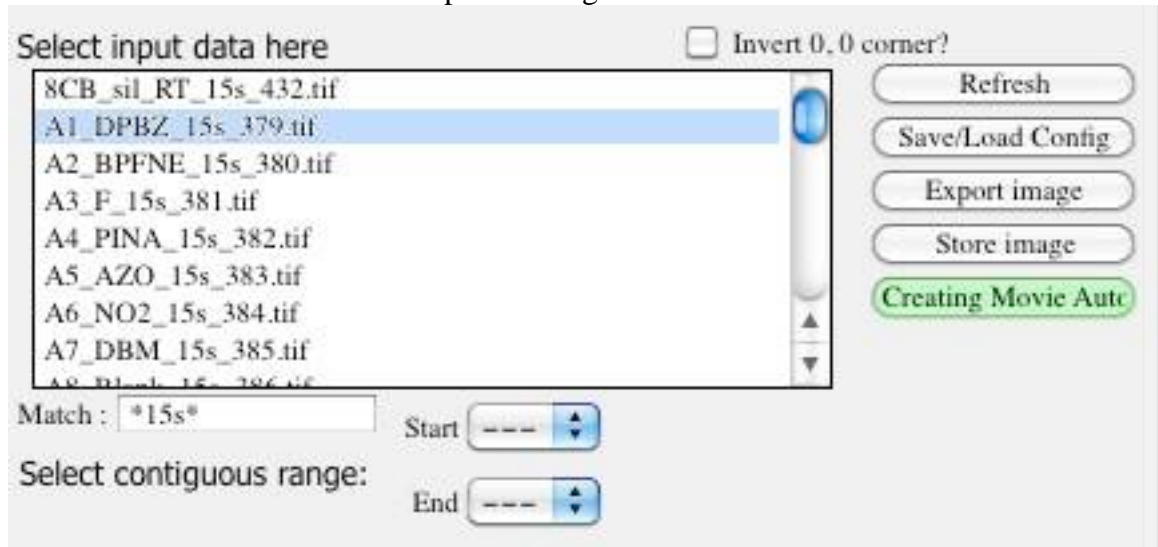 Select input data here
Invert 0, 0 corner?
8CB_sil_RT_15s_432.tif
A1_DPBZ_15s_379.tif
A2_BPFNE_15s_380.tif
A3_F_15s_381.tif
A4_PINA_15s_382.tif
A5_AZO_15s_383.tif
A6_NO2_15s_384.tif
A7_DBM_15s_385.tif
A8_Blank_15s_386.tif
Refresh
Save/Load Config
Export image
Store image
Creating Movie Auto
Match : *15s*
Start ---
Select contiguous range:
End ---